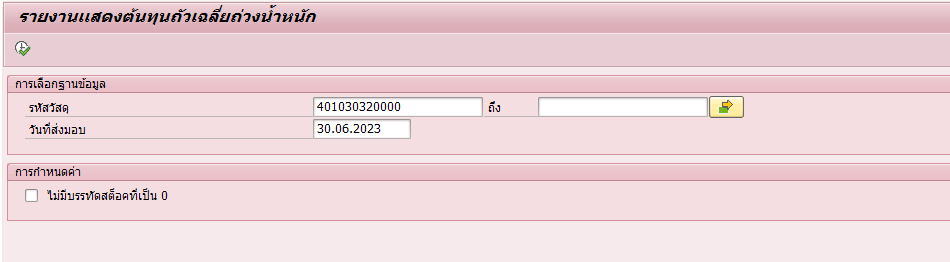 รายงานแสดงต้นทุนถัวเฉลี่ยถ่วงน้ำหนัก
การเลือกฐานข้อมูล
รหัสวัสดุ 401030320000 ถึง
วันที่ส่งมอบ 30.06.2023
การกำหนดค่า
ไม่มีบรรทัดสต็อคที่เป็น 0